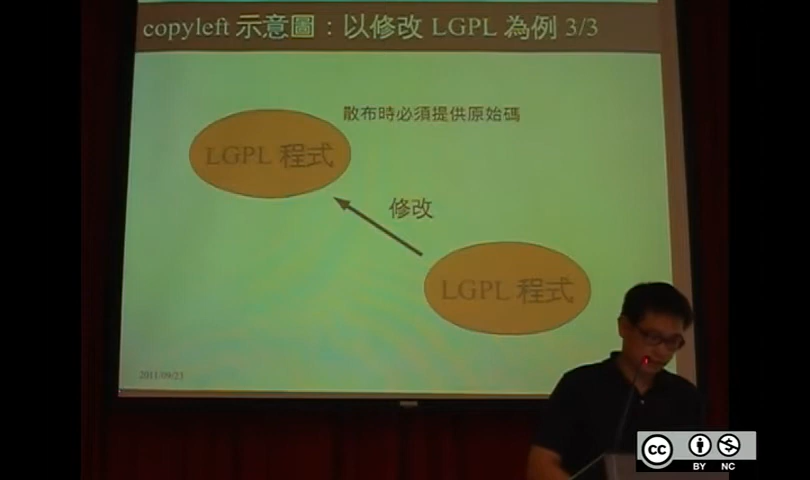 copyleft 示意圖：以修改 LGPL 為例 3/3
散布時必須提供原始碼
LGPL 程式
修改
LGPL 程式
2011/09/23
cc
BY NC